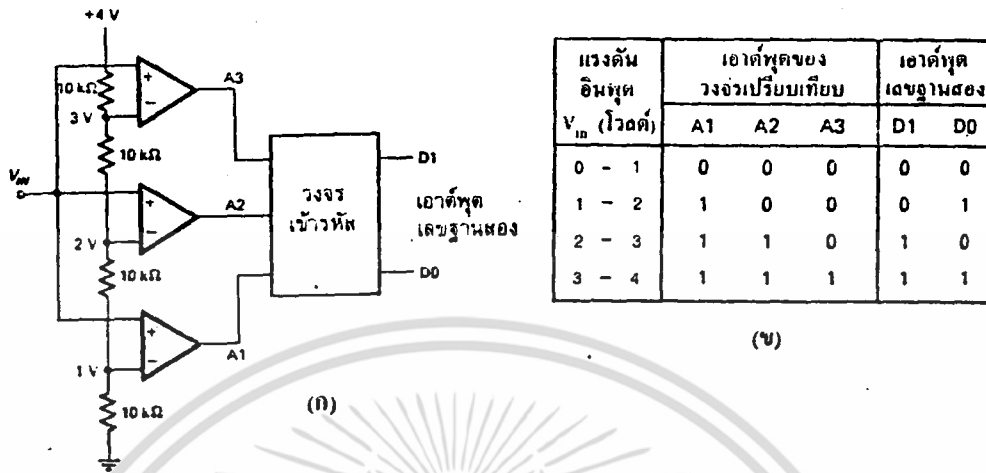 +4 V
10 kΩ
A3
3 V
10 kΩ
V_IN
A2
2 V
10 kΩ
A1
1 V
10 kΩ
+
−
+
−
+
−
วงจร
เข้ารหัส
D1
เอาต์พุต
เลขฐานสอง
D0
(ก)
แรงดัน
อินพุต
V_in (โวลต์)
เอาต์พุตของ
วงจรเปรียบเทียบ
เอาต์พุต
เลขฐานสอง
A1 A2 A3 D1 D0
0 - 1 0 0 0 0 0
1 - 2 1 0 0 0 1
2 - 3 1 1 0 1 0
3 - 4 1 1 1 1 1
(ข)